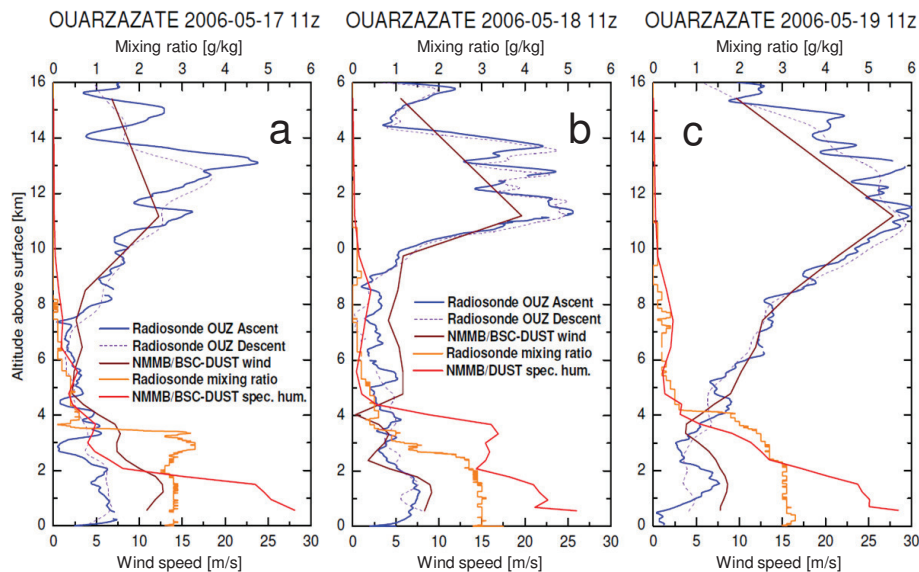 OUARZAZATE 2006-05-17 11z
Mixing ratio [g/kg]
0 1 2 3 4 5 6
a
16
14
12
10
8
6
4
2
0
Altitude above surface [km]
Radiosonde OUZ Ascent
Radiosonde OUZ Descent
NMMB/BSC-DUST wind
Radiosonde mixing ratio
NMMB/BSC-DUST spec. hum.
0 5 10 15 20 25 30
Wind speed [m/s]
OUARZAZATE 2006-05-18 11z
Mixing ratio [g/kg]
0 1 2 3 4 5 6
b
6
4
2
0
8
6
4
2
0
Radiosonde OUZ Ascent
Radiosonde OUZ Descent
NMMB/BSC-DUST wind
Radiosonde mixing ratio
NMMB/DUST spec. hum.
0 5 10 15 20 25 30
Wind speed [m/s]
OUARZAZATE 2006-05-19 11z
Mixing ratio [g/kg]
0 1 2 3 4 5 6
c
16
14
12
10
8
6
4
2
0
0 5 10 15 20 25 30
Wind speed [m/s]